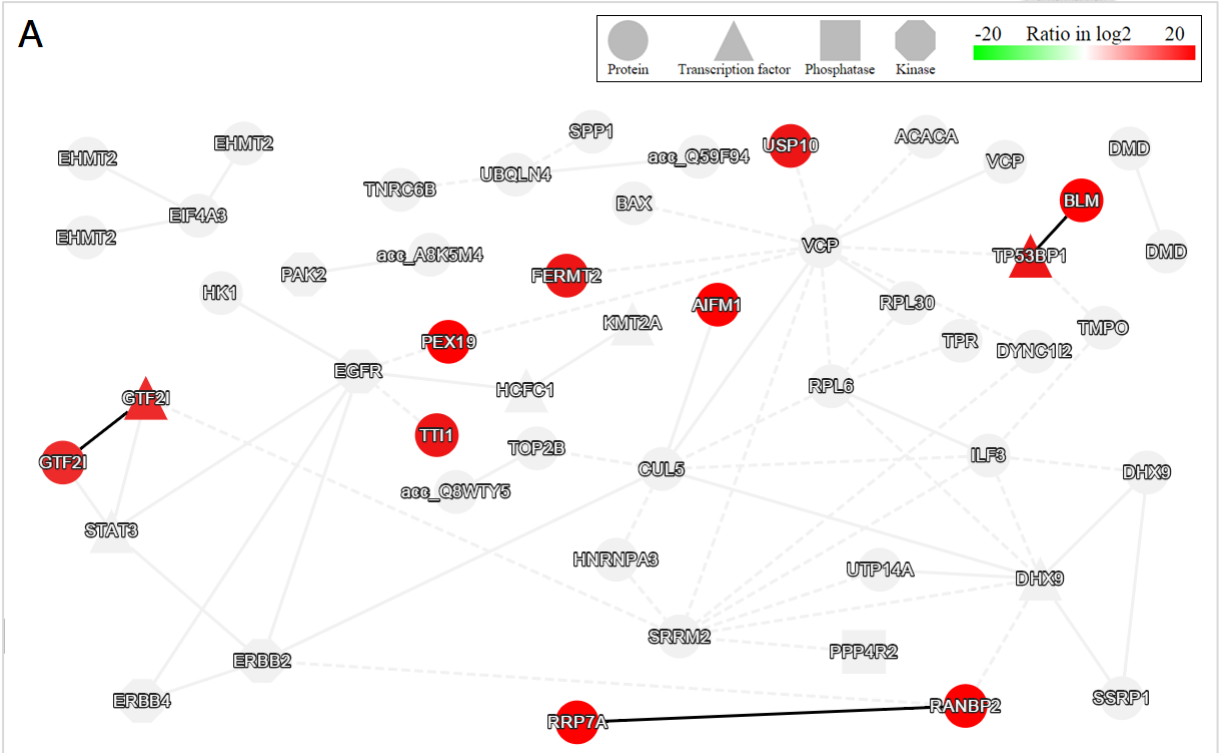 A
-20 Ratio in log2 20
Protein Transcription factor Phosphatase Kinase
SPP1
USP10
ACACA
EHMT2
EHMT2
DMD
acc_Q59F94
VCP
UBQLN4
TNRC6B
BLM
BAX
EIF4A3
EHMT2
VCP
DMD
acc_A8K5M4
TP53BP1
PAK2
FERMT2
HK1
AIFM1
RPL30
KMT2A
TMPO
PEX19
TPR
DYNC1I2
EGFR
RPL6
HCFC1
GTF2I
TTI1
TOP2B
ILF3
GTF2I
CUL5
DHX9
acc_Q8WTY5
STAT3
HNRNPA3
UTP14A
DHX9
SRRM2
PPP4R2
ERBB2
ERBB4
SSRP1
RANBP2
RRP7A